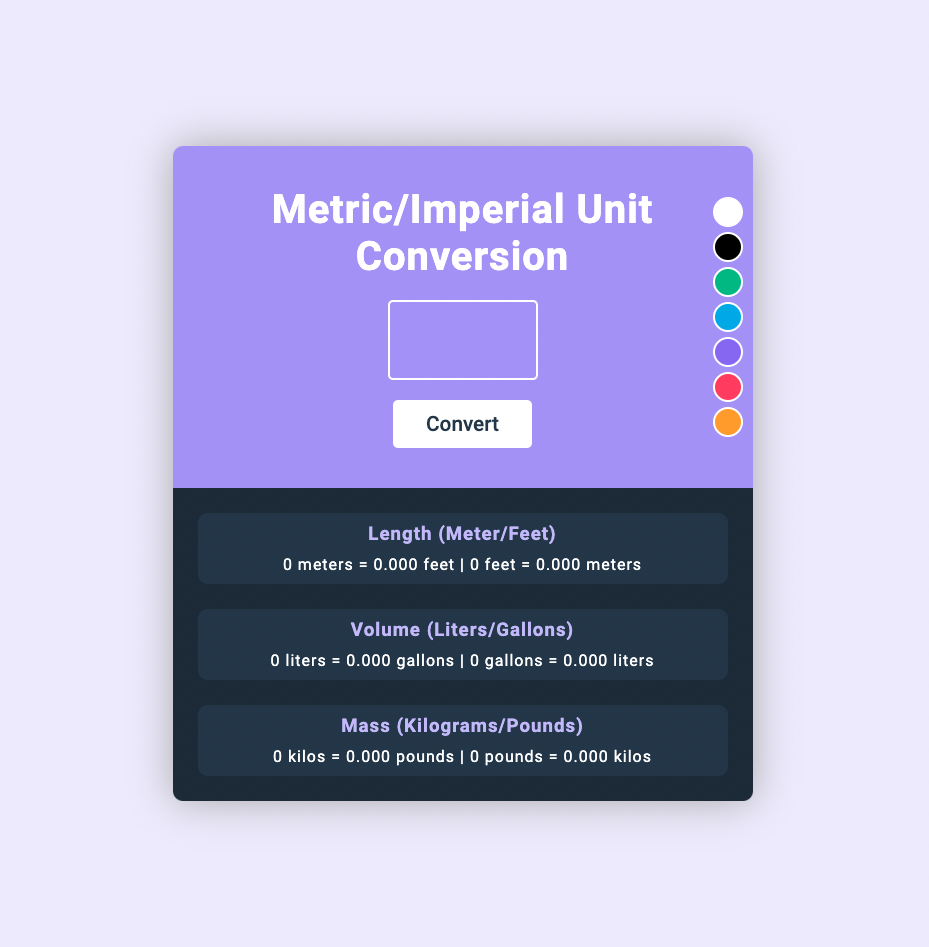 Metric/Imperial Unit
Conversion
Convert
Length (Meter/Feet)
0 meters = 0.000 feet | 0 feet = 0.000 meters
Volume (Liters/Gallons)
0 liters = 0.000 gallons | 0 gallons = 0.000 liters
Mass (Kilograms/Pounds)
0 kilos = 0.000 pounds | 0 pounds = 0.000 kilos